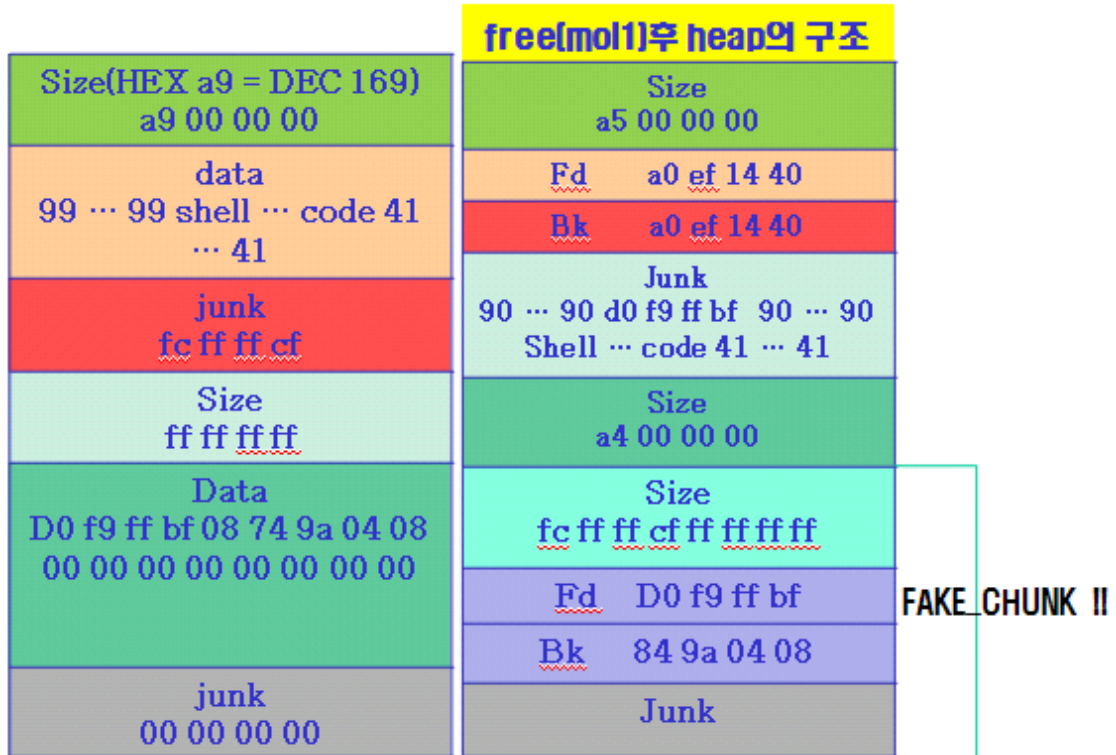 free(mol1)후 heap의 구조
Size(HEX a9 = DEC 169)
a9 00 00 00
data
99 … 99 shell … code 41
… 41
junk
fc ff ff cf
Size
ff ff ff ff
Data
D0 f9 ff bf 08 74 9a 04 08
00 00 00 00 00 00 00 00
junk
00 00 00 00
Size
a5 00 00 00
Fd a0 ef 14 40
Bk a0 ef 14 40
Junk
90 … 90 d0 f9 ff bf 90 … 90
Shell … code 41 … 41
Size
a4 00 00 00
Size
fc ff ff cf ff ff ff ff
Fd D0 f9 ff bf
Bk 84 9a 04 08
Junk
FAKE_CHUNK !!